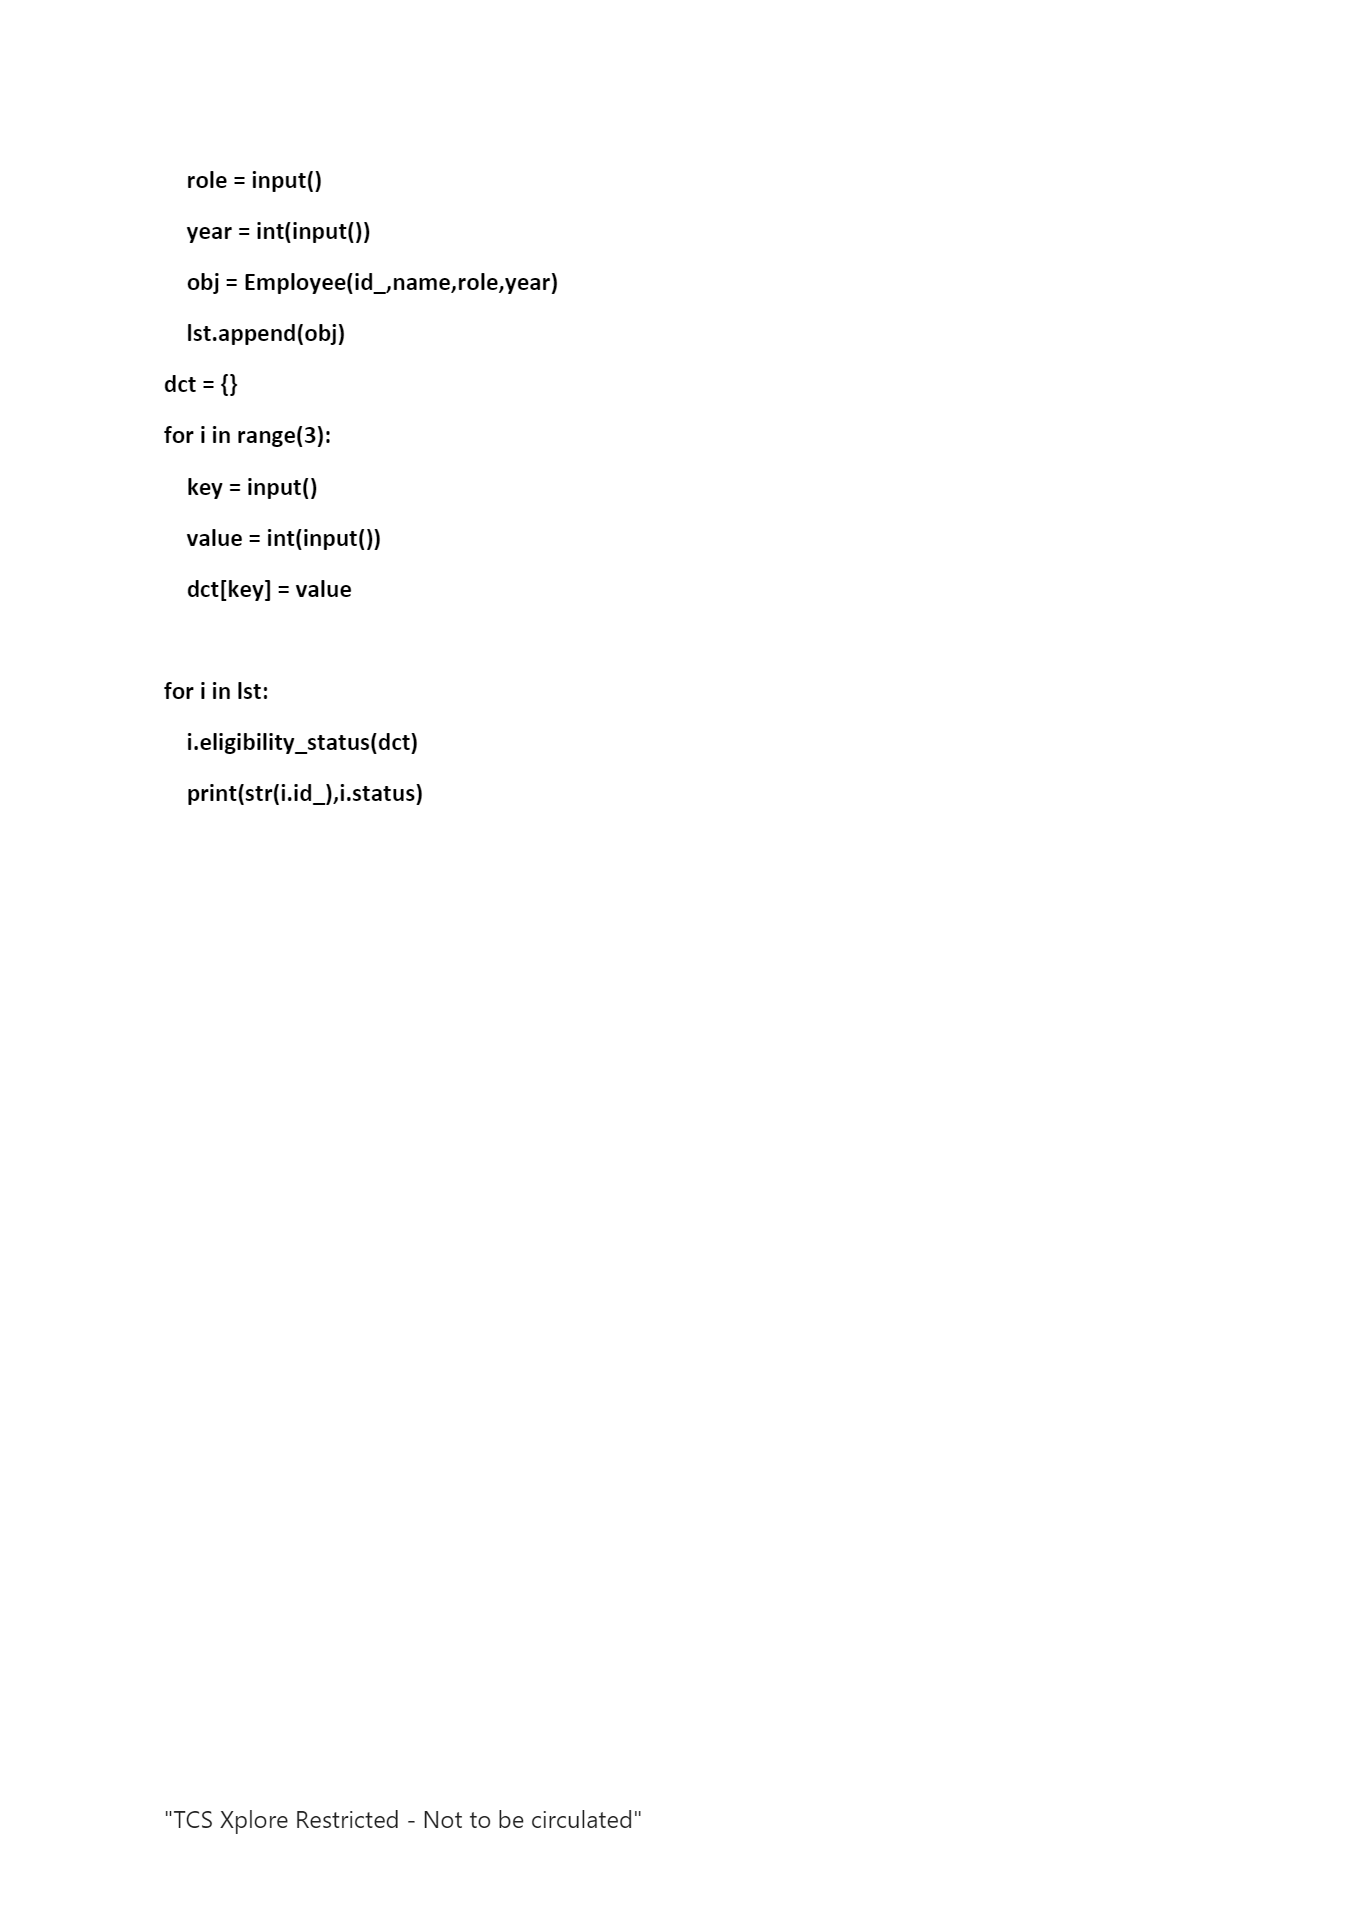 role = input()
year = int(input())
obj = Employee(id_,name,role,year)
lst.append(obj)
dct = {}
for i in range(3):
key = input()
value = int(input())
dct[key] = value
for i in lst:
i.eligibility_status(dct)
print(str(i.id_),i.status)
"TCS Xplore Restricted - Not to be circulated"